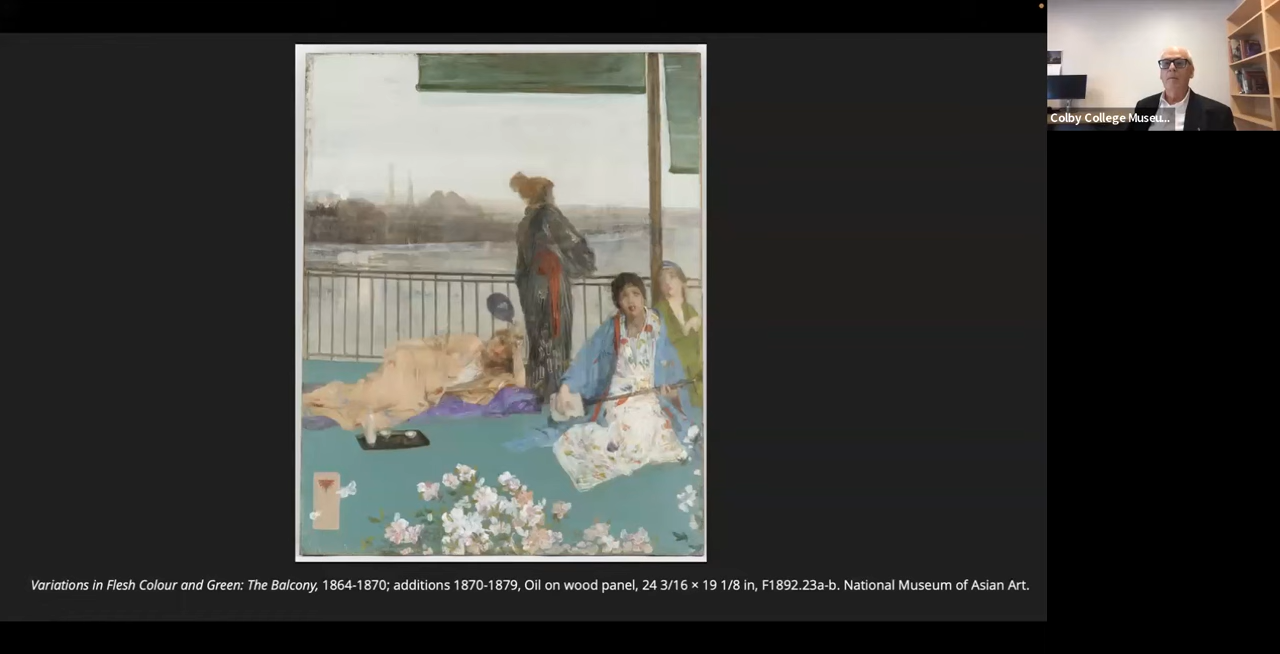 Colby College Museu...
Variations in Flesh Colour and Green: The Balcony, 1864-1870; additions 1870-1879, Oil on wood panel, 24 3/16 × 19 1/8 in, F1892.23a-b. National Museum of Asian Art.